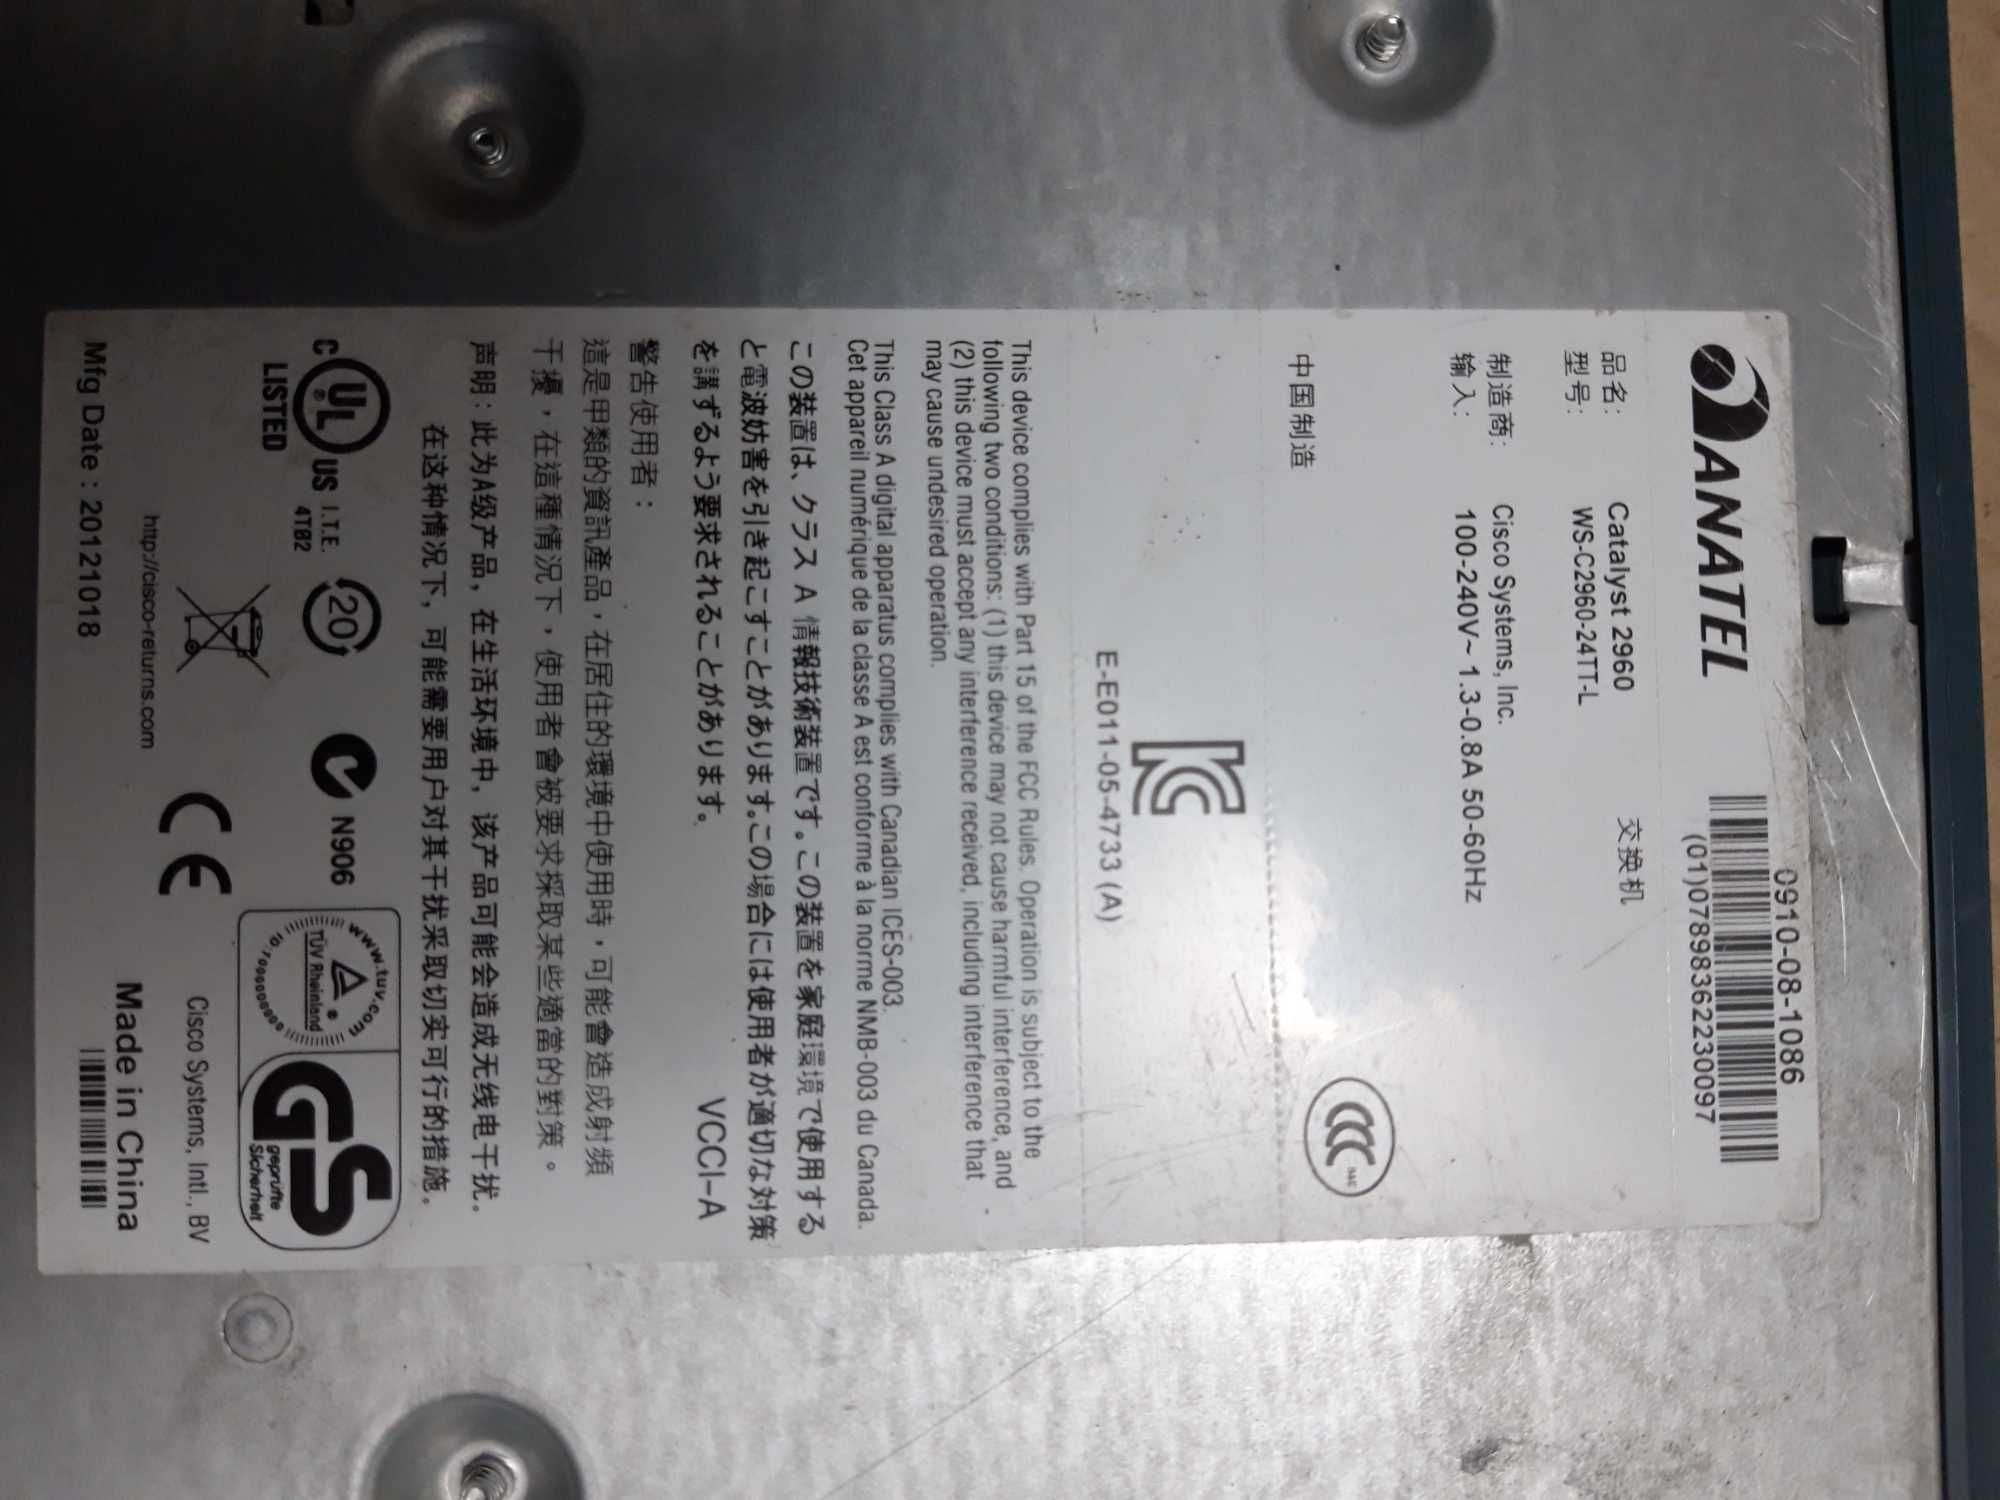 ANATEL
0910-08-1086
(01)07898362230097
品名: Catalyst 2960 交换机
型号: WS-C2960-24TT-L
制造商: Cisco Systems, Inc.
输入: 100-240V~ 1.3-0.8A 50-60Hz
中国制造
CCC
E-E011-05-4733 (A)
This device complies with Part 15 of the FCC Rules. Operation is subject to the
following two conditions: (1) this device may not cause harmful interference, and
(2) this device must accept any interference received, including interference that
may cause undesired operation.
This Class A digital apparatus complies with Canadian ICES-003.
Cet appareil numérique de la classe A est conforme à la norme NMB-003 du Canada.
この装置は、クラス A 情報技術装置です。この装置を家庭環境で使用する
と電波妨害を引き起こすことがあります。この場合には使用者が適切な対策
を講ずるよう要求されることがあります。 VCCI-A
警告使用者：
這是甲類的資訊產品，在居住的環境中使用時，可能會造成射頻
干擾，在這種情況下，使用者會被要求採取某些適當的對策。
声明：此为A级产品，在生活环境中，该产品可能会造成无线电干扰。
在这种情况下，可能需要用户对其干扰采取切实可行的措施。
C UL® US
LISTED
I.T.E.
4T82
20
N906
www.tuv.com
TÜV Rheinland ®
ID: 7000000000
GS
geprüfte
Sicherheit
http://cisco-returns.com
CE
Cisco Systems, Intl., BV
Mfg Date : 20121018
Made in China